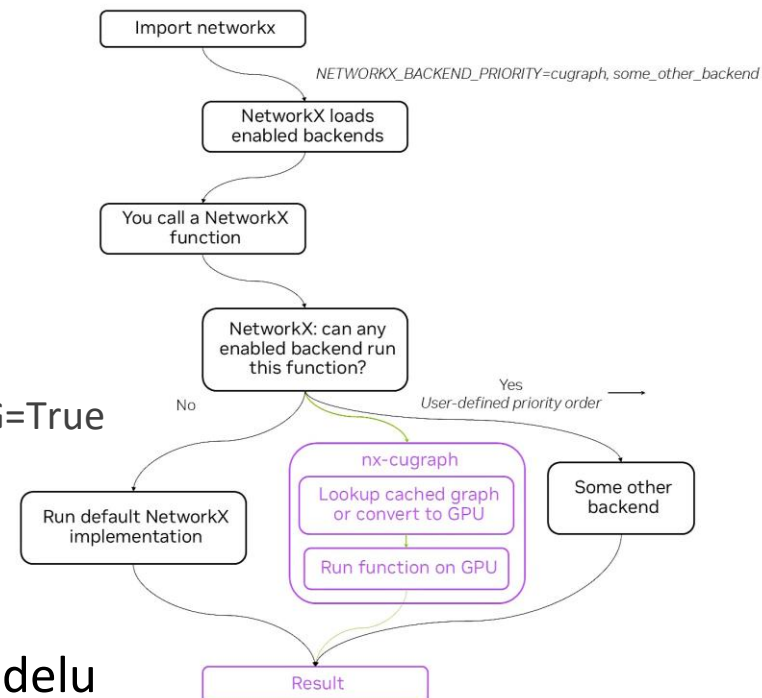 Import networkx
NETWORKX_BACKEND_PRIORITY=cugraph, some_other_backend
NetworkX loads
enabled backends
You call a NetworkX
function
NetworkX: can any
enabled backend run
this function?
=True
No
Yes
User-defined priority order
nx-cugraph
Lookup cached graph
or convert to GPU
Some other
backend
Run default NetworkX
implementation
Run function on GPU
delu
Result